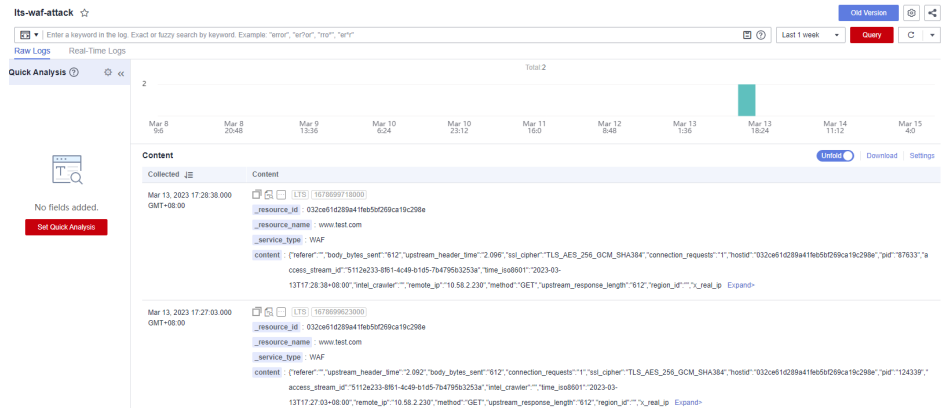 lts-waf-attack
Old Version
Enter a keyword in the log. Exact or fuzzy search by keyword. Example: "error", "er?or", "rro*", "er*r"
Last 1 week
Query
Raw Logs Real-Time Logs
Quick Analysis
No fields added.
Set Quick Analysis
Total:2
2
Mar 8 9:6
Mar 8 20:48
Mar 9 13:36
Mar 10 6:24
Mar 10 23:12
Mar 11 16:0
Mar 12 8:48
Mar 13 1:36
Mar 13 18:24
Mar 14 11:12
Mar 15 4:0
Content
Unfold Download Settings
Collected Content
Mar 13, 2023 17:28:38.000 GMT+08:00
LTS 1678699718000
_resource_id : 032ce61d289a41feb5bf269ca19c298e
_resource_name : www.test.com
_service_type : WAF
content : {"referer":"","body_bytes_sent":"612","upstream_header_time":"2.096","ssl_cipher":"TLS_AES_256_GCM_SHA384","connection_requests":"1","hostid":"032ce61d289a41feb5bf269ca19c298e","pid":"87633","a
ccess_stream_id":"5112e233-8f61-4c49-b1d5-7b4795b3253a","time_iso8601":"2023-03-
13T17:28:38+08:00","intel_crawler":"","remote_ip":"10.58.2.230","method":"GET","upstream_response_length":"612","region_id":"","x_real_ip Expand>
Mar 13, 2023 17:27:03.000 GMT+08:00
LTS 1678699623000
_resource_id : 032ce61d289a41feb5bf269ca19c298e
_resource_name : www.test.com
_service_type : WAF
content : {"referer":"","upstream_header_time":"2.092","body_bytes_sent":"612","connection_requests":"1","ssl_cipher":"TLS_AES_256_GCM_SHA384","hostid":"032ce61d289a41feb5bf269ca19c298e","pid":"124339","
access_stream_id":"5112e233-8f61-4c49-b1d5-7b4795b3253a","intel_crawler":"","time_iso8601":"2023-03-
13T17:27:03+08:00","remote_ip":"10.58.2.230","method":"GET","upstream_response_length":"612","region_id":"","x_real_ip Expand>